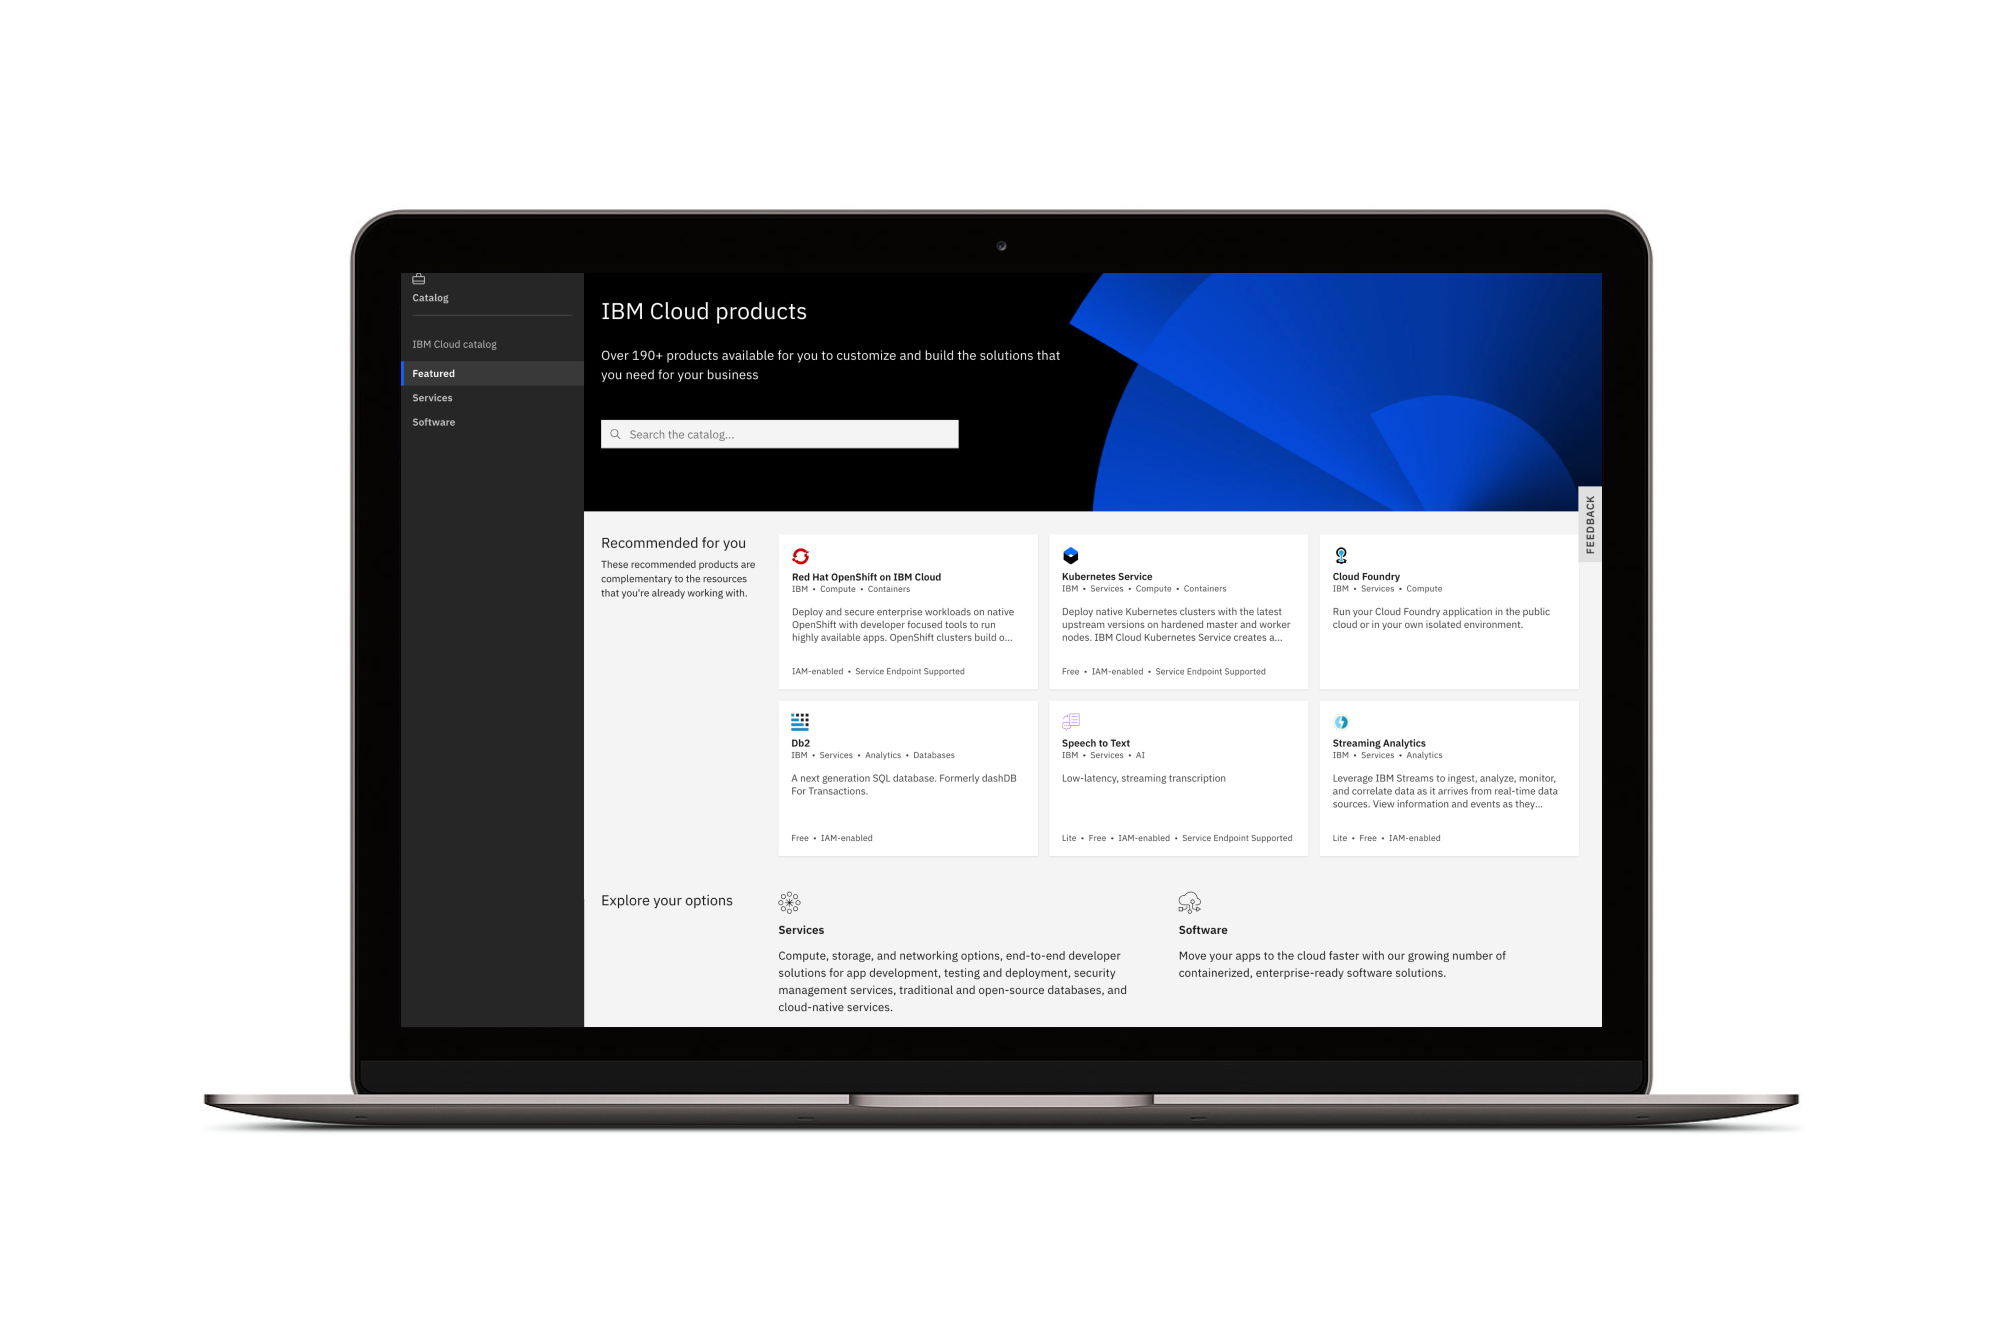 Catalog
IBM Cloud catalog
Featured
Services
Software
IBM Cloud products
Over 190+ products available for you to customize and build the solutions that
you need for your business
Search the catalog...
FEEDBACK
Recommended for you
These recommended products are
complementary to the resources
that you're already working with.
Red Hat OpenShift on IBM Cloud
IBM • Compute • Containers
Deploy and secure enterprise workloads on native
OpenShift with developer focused tools to run
highly available apps. OpenShift clusters build o...
IAM-enabled • Service Endpoint Supported
Kubernetes Service
IBM • Services • Compute • Containers
Deploy native Kubernetes clusters with the latest
upstream versions on hardened master and worker
nodes. IBM Cloud Kubernetes Service creates a...
Free • IAM-enabled • Service Endpoint Supported
Cloud Foundry
IBM • Services • Compute
Run your Cloud Foundry application in the public
cloud or in your own isolated environment.
Db2
IBM • Services • Analytics • Databases
A next generation SQL database. Formerly dashDB
For Transactions.
Free • IAM-enabled
Speech to Text
IBM • Services • AI
Low-latency, streaming transcription
Lite • Free • IAM-enabled • Service Endpoint Supported
Streaming Analytics
IBM • Services • Analytics
Leverage IBM Streams to ingest, analyze, monitor,
and correlate data as it arrives from real-time data
sources. View information and events as they...
Lite • Free • IAM-enabled
Explore your options
Services
Compute, storage, and networking options, end-to-end developer
solutions for app development, testing and deployment, security
management services, traditional and open-source databases, and
cloud-native services.
Software
Move your apps to the cloud faster with our growing number of
containerized, enterprise-ready software solutions.